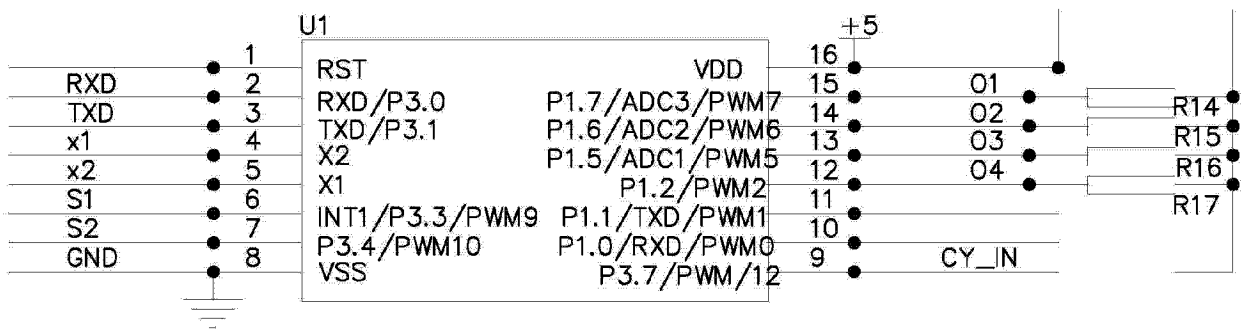 U1
+5
1 RST VDD 16
RXD 2 RXD/P3.0 P1.7/ADC3/PWM7 15 O1 R14
TXD 3 TXD/P3.1 P1.6/ADC2/PWM6 14 O2 R15
x1 4 X2 P1.5/ADC1/PWM5 13 O3 R16
x2 5 X1 P1.2/PWM2 12 O4 R17
S1 6 INT1/P3.3/PWM9 P1.1/TXD/PWM1 11
S2 7 P3.4/PWM10 P1.0/RXD/PWM0 10
GND 8 VSS P3.7/PWM/12 9 CY_IN